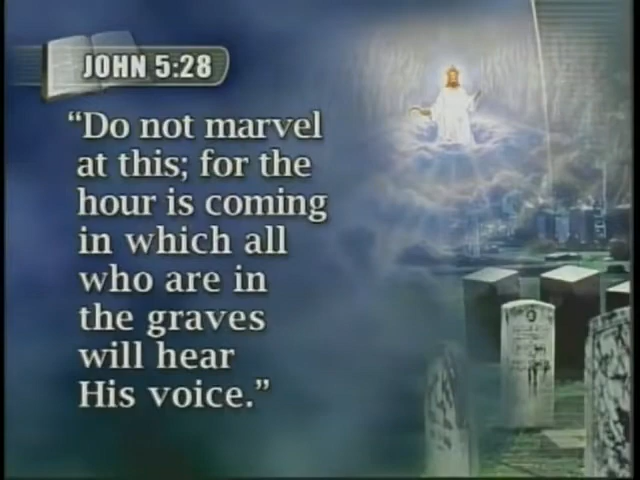 JOHN 5:28
“Do not marvel
at this; for the
hour is coming
in which all
who are in
the graves
will hear
His voice.”